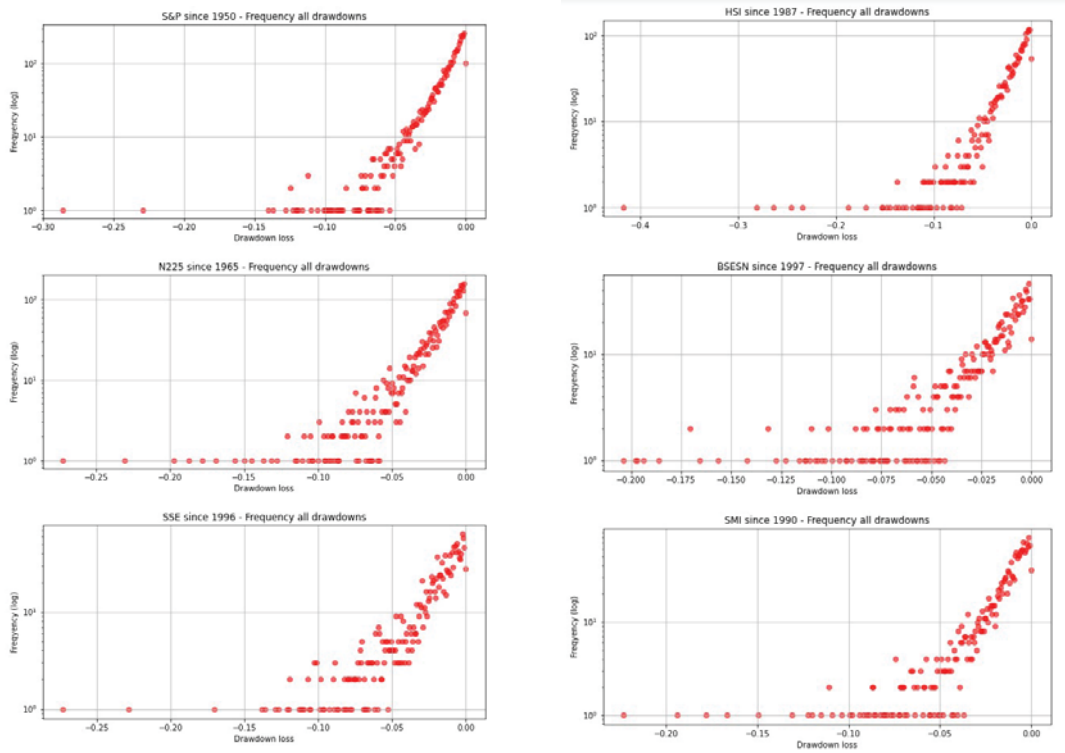 S&P since 1950 - Frequency all drawdowns
10²
10¹
10⁰
Freqyency (log)
−0.30 −0.25 −0.20 −0.15 −0.10 −0.05 0.00
Drawdown loss
HSI since 1987 - Frequency all drawdowns
10²
10¹
10⁰
Freqyency (log)
−0.4 −0.3 −0.2 −0.1 0.0
Drawdown loss
N225 since 1965 - Frequency all drawdowns
10²
10¹
10⁰
Freqyency (log)
−0.25 −0.20 −0.15 −0.10 −0.05 0.00
Drawdown loss
BSESN since 1997 - Frequency all drawdowns
10¹
10⁰
Freqyency (log)
−0.200 −0.175 −0.150 −0.125 −0.100 −0.075 −0.050 −0.025 0.000
Drawdown loss
SSE since 1996 - Frequency all drawdowns
10¹
10⁰
Freqyency (log)
−0.25 −0.20 −0.15 −0.10 −0.05 0.00
Drawdown loss
SMI since 1990 - Frequency all drawdowns
10¹
10⁰
Freqyency (log)
−0.20 −0.15 −0.10 −0.05 0.00
Drawdown loss